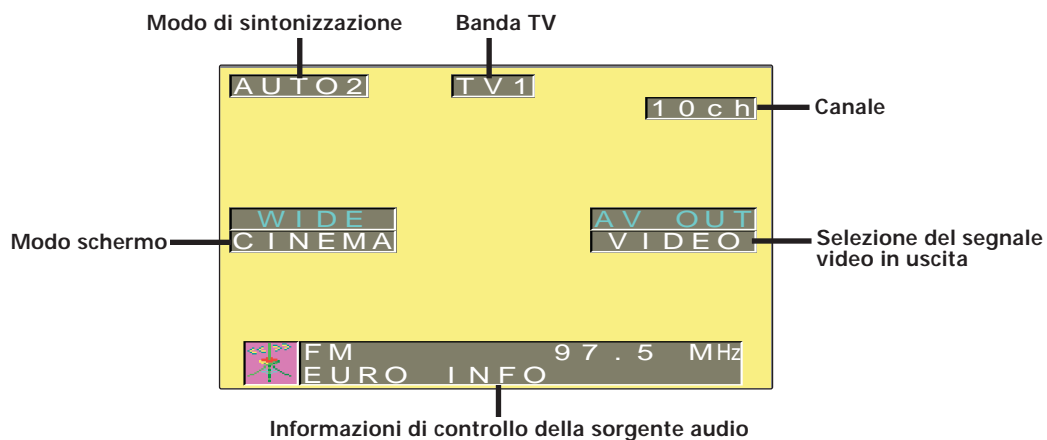 Modo di sintonizzazione
Banda TV
AUTO2
TV1
10ch
Canale
WIDE
AV OUT
Modo schermo
CINEMA
VIDEO
Selezione del segnale
video in uscita
FM 97.5 MHz
EURO INFO
Informazioni di controllo della sorgente audio